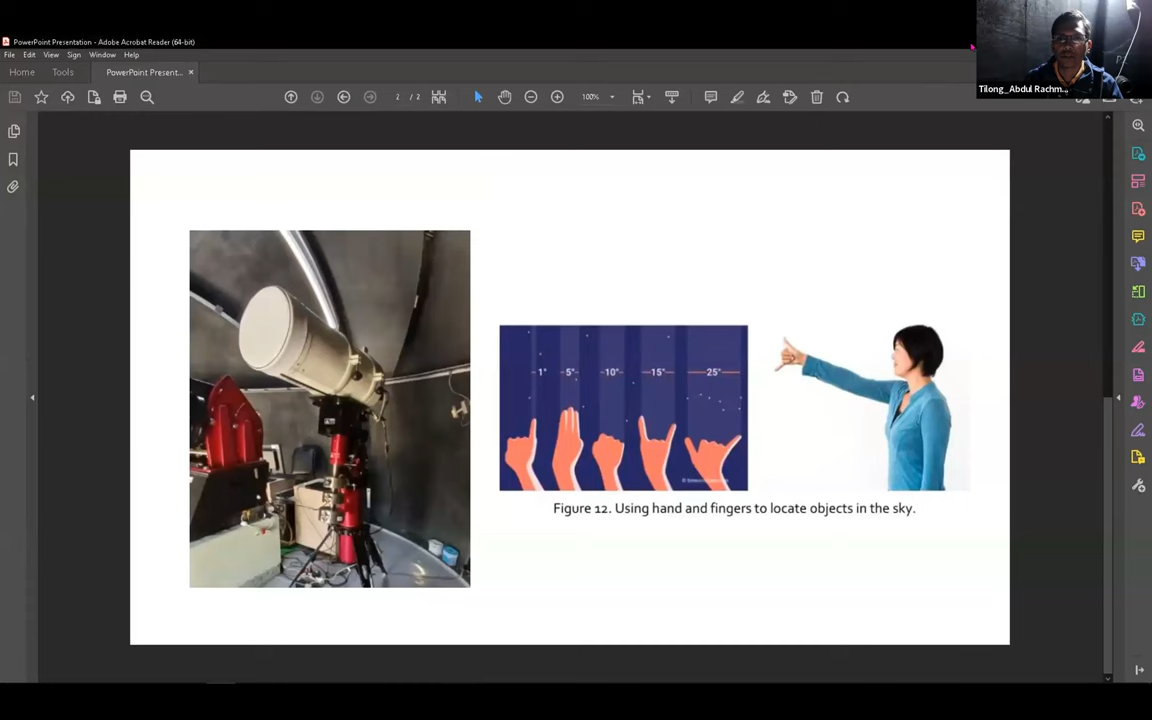 PowerPoint Presentation - Adobe Acrobat Reader (64-bit)
File Edit View Sign Window Help
Home Tools PowerPoint Present... ×
2 / 2 100%
Tilong_Abdul Rachm...
1° 5° 10° 15° 25°
Figure 12. Using hand and fingers to locate objects in the sky.